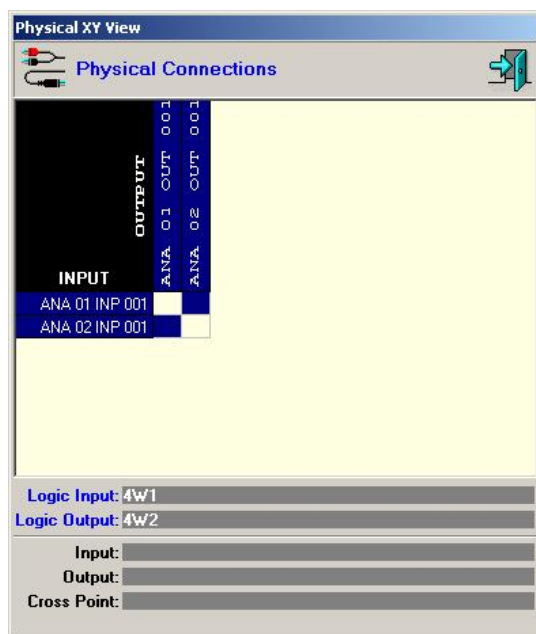 Physical XY View
Physical Connections
OUTPUT
INPUT
ANA 01 OUT 001
ANA 02 OUT 001
ANA 01 INP 001
ANA 02 INP 001
Logic Input: 4W1
Logic Output: 4W2
Input:
Output:
Cross Point: